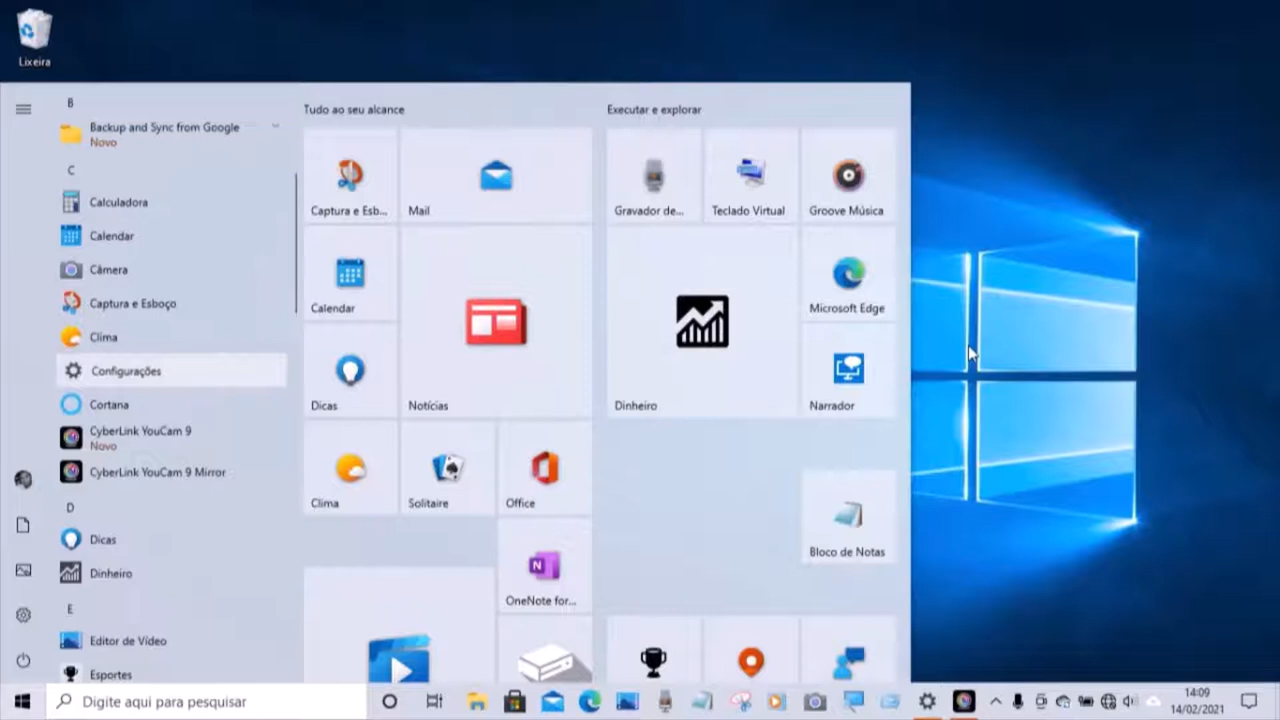 Lixeira
B
Backup and Sync from Google
Novo
C
Calculadora
Calendar
Câmera
Captura e Esboço
Clima
Configurações
Cortana
CyberLink YouCam 9
Novo
CyberLink YouCam 9 Mirror
D
Dicas
Dinheiro
E
Editor de Vídeo
Esportes
Tudo ao seu alcance
Captura e Esb...
Mail
Calendar
Notícias
Dicas
Clima
Solitaire
Office
OneNote for...
Executar e explorar
Gravador de...
Teclado Virtual
Groove Música
Dinheiro
Microsoft Edge
Narrador
Bloco de Notas
Digite aqui para pesquisar
14:09
14/02/2021